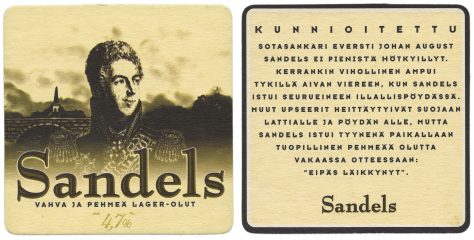 Sandels
VAHVA JA PEHMEÄ LAGER-OLUT
4,7%
KUNNIOITETTU
SOTASANKARI EVERSTI JOHAN AUGUST
SANDELS EI PIENISTÄ HÖTKYILLYT.
KERRANKIN VIHOLLINEN AMPUI
TYKILLÄ AIVAN VIEREEN, KUN SANDELS
ISTUI SEURUEINEEN ILLALLISPÖYDÄSSÄ.
MUUT UPSEERIT HEITTÄYTYIVÄT SUOJAAN
LATTIALLE JA PÖYDÄN ALLE, MUTTA
SANDELS ISTUI TYYNENÄ PAIKALLAAN
TUOPILLINEN PEHMEÄÄ OLUTTA
VAKAASSA OTTEESSAAN:
"EIPÄS LÄIKKYNYT".
Sandels